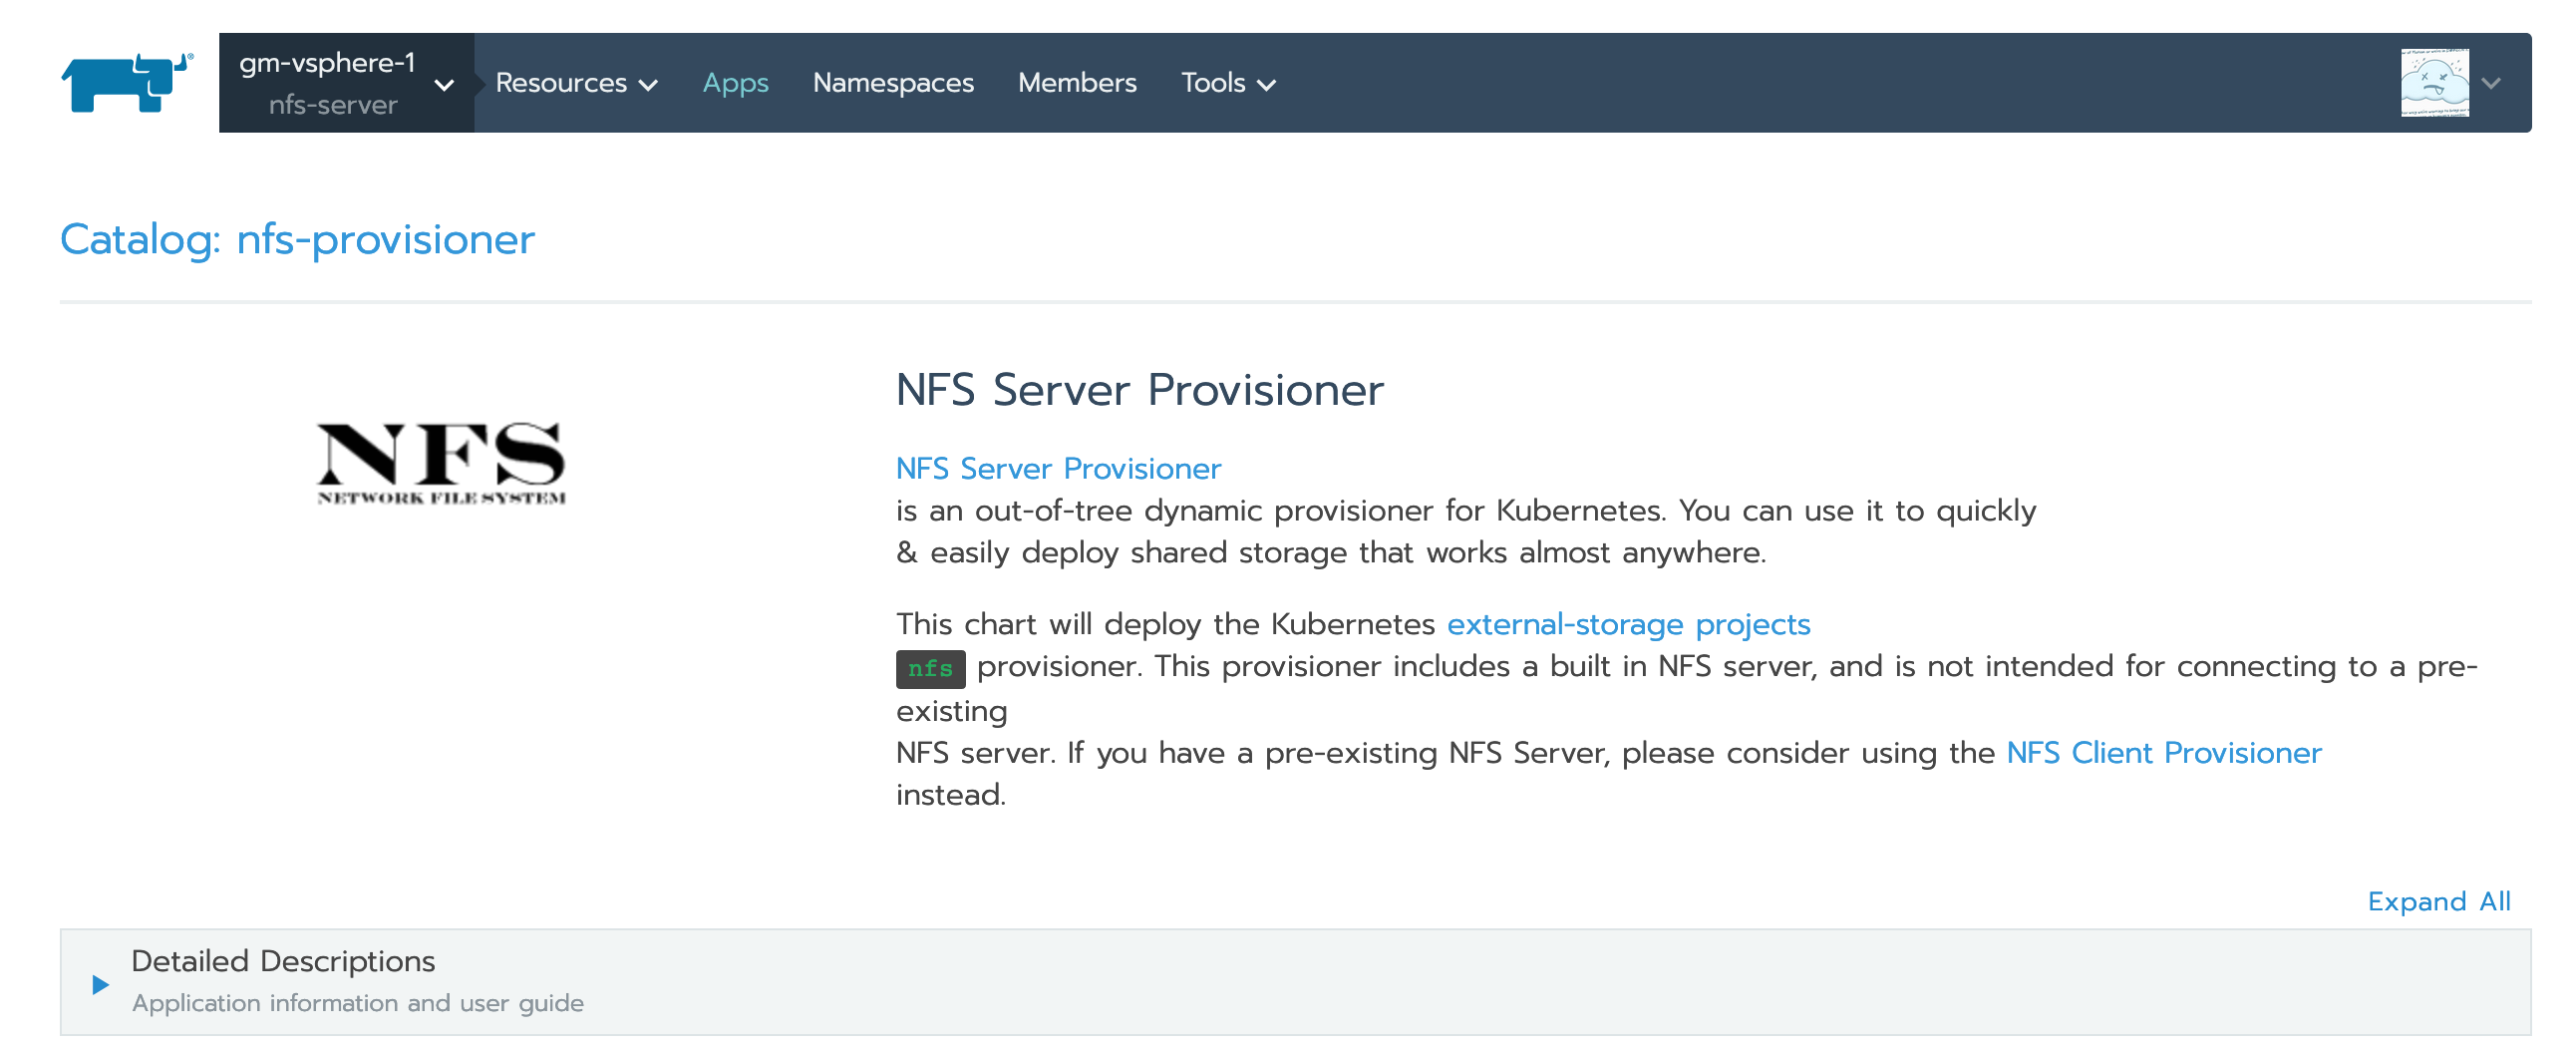 gm-vsphere-1
nfs-server
Resources
Apps
Namespaces
Members
Tools
Catalog: nfs-provisioner
NFS
NETWORK FILE SYSTEM
NFS Server Provisioner
NFS Server Provisioner
is an out-of-tree dynamic provisioner for Kubernetes. You can use it to quickly
& easily deploy shared storage that works almost anywhere.
This chart will deploy the Kubernetes external-storage projects
nfs provisioner. This provisioner includes a built in NFS server, and is not intended for connecting to a pre-
existing
NFS server. If you have a pre-existing NFS Server, please consider using the NFS Client Provisioner
instead.
Expand All
Detailed Descriptions
Application information and user guide